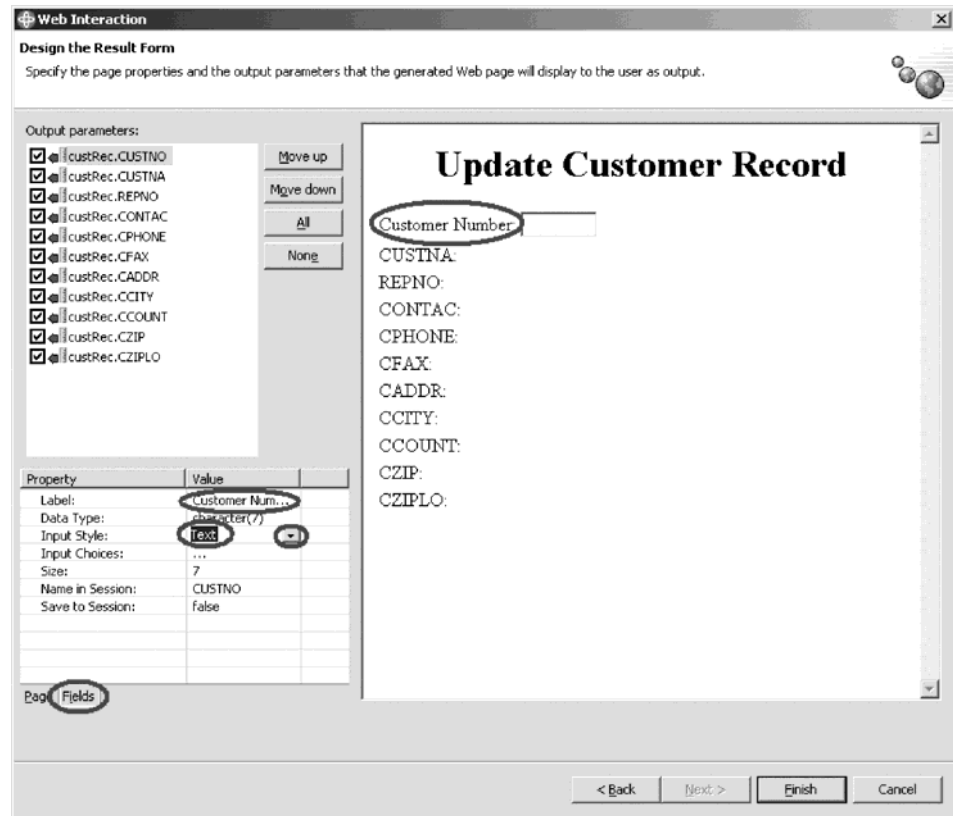 Web Interaction
Design the Result Form
Specify the page properties and the output parameters that the generated Web page will display to the user as output.
Output parameters:
custRec.CUSTNO
custRec.CUSTNA
custRec.REPNO
custRec.CONTAC
custRec.CPHONE
custRec.CFAX
custRec.CADDR
custRec.CCITY
custRec.CCOUNT
custRec.CZIP
custRec.CZIPLO
Move up
Move down
All
None
Update Customer Record
Customer Number:
CUSTNA:
REPNO:
CONTAC:
CPHONE:
CFAX:
CADDR:
CCITY:
CCOUNT:
CZIP:
CZIPLO:
Property Value
Label: Customer Num...
Data Type: character(7)
Input Style: Text
Input Choices: ...
Size: 7
Name in Session: CUSTNO
Save to Session: false
Page Fields
< Back Next > Finish Cancel